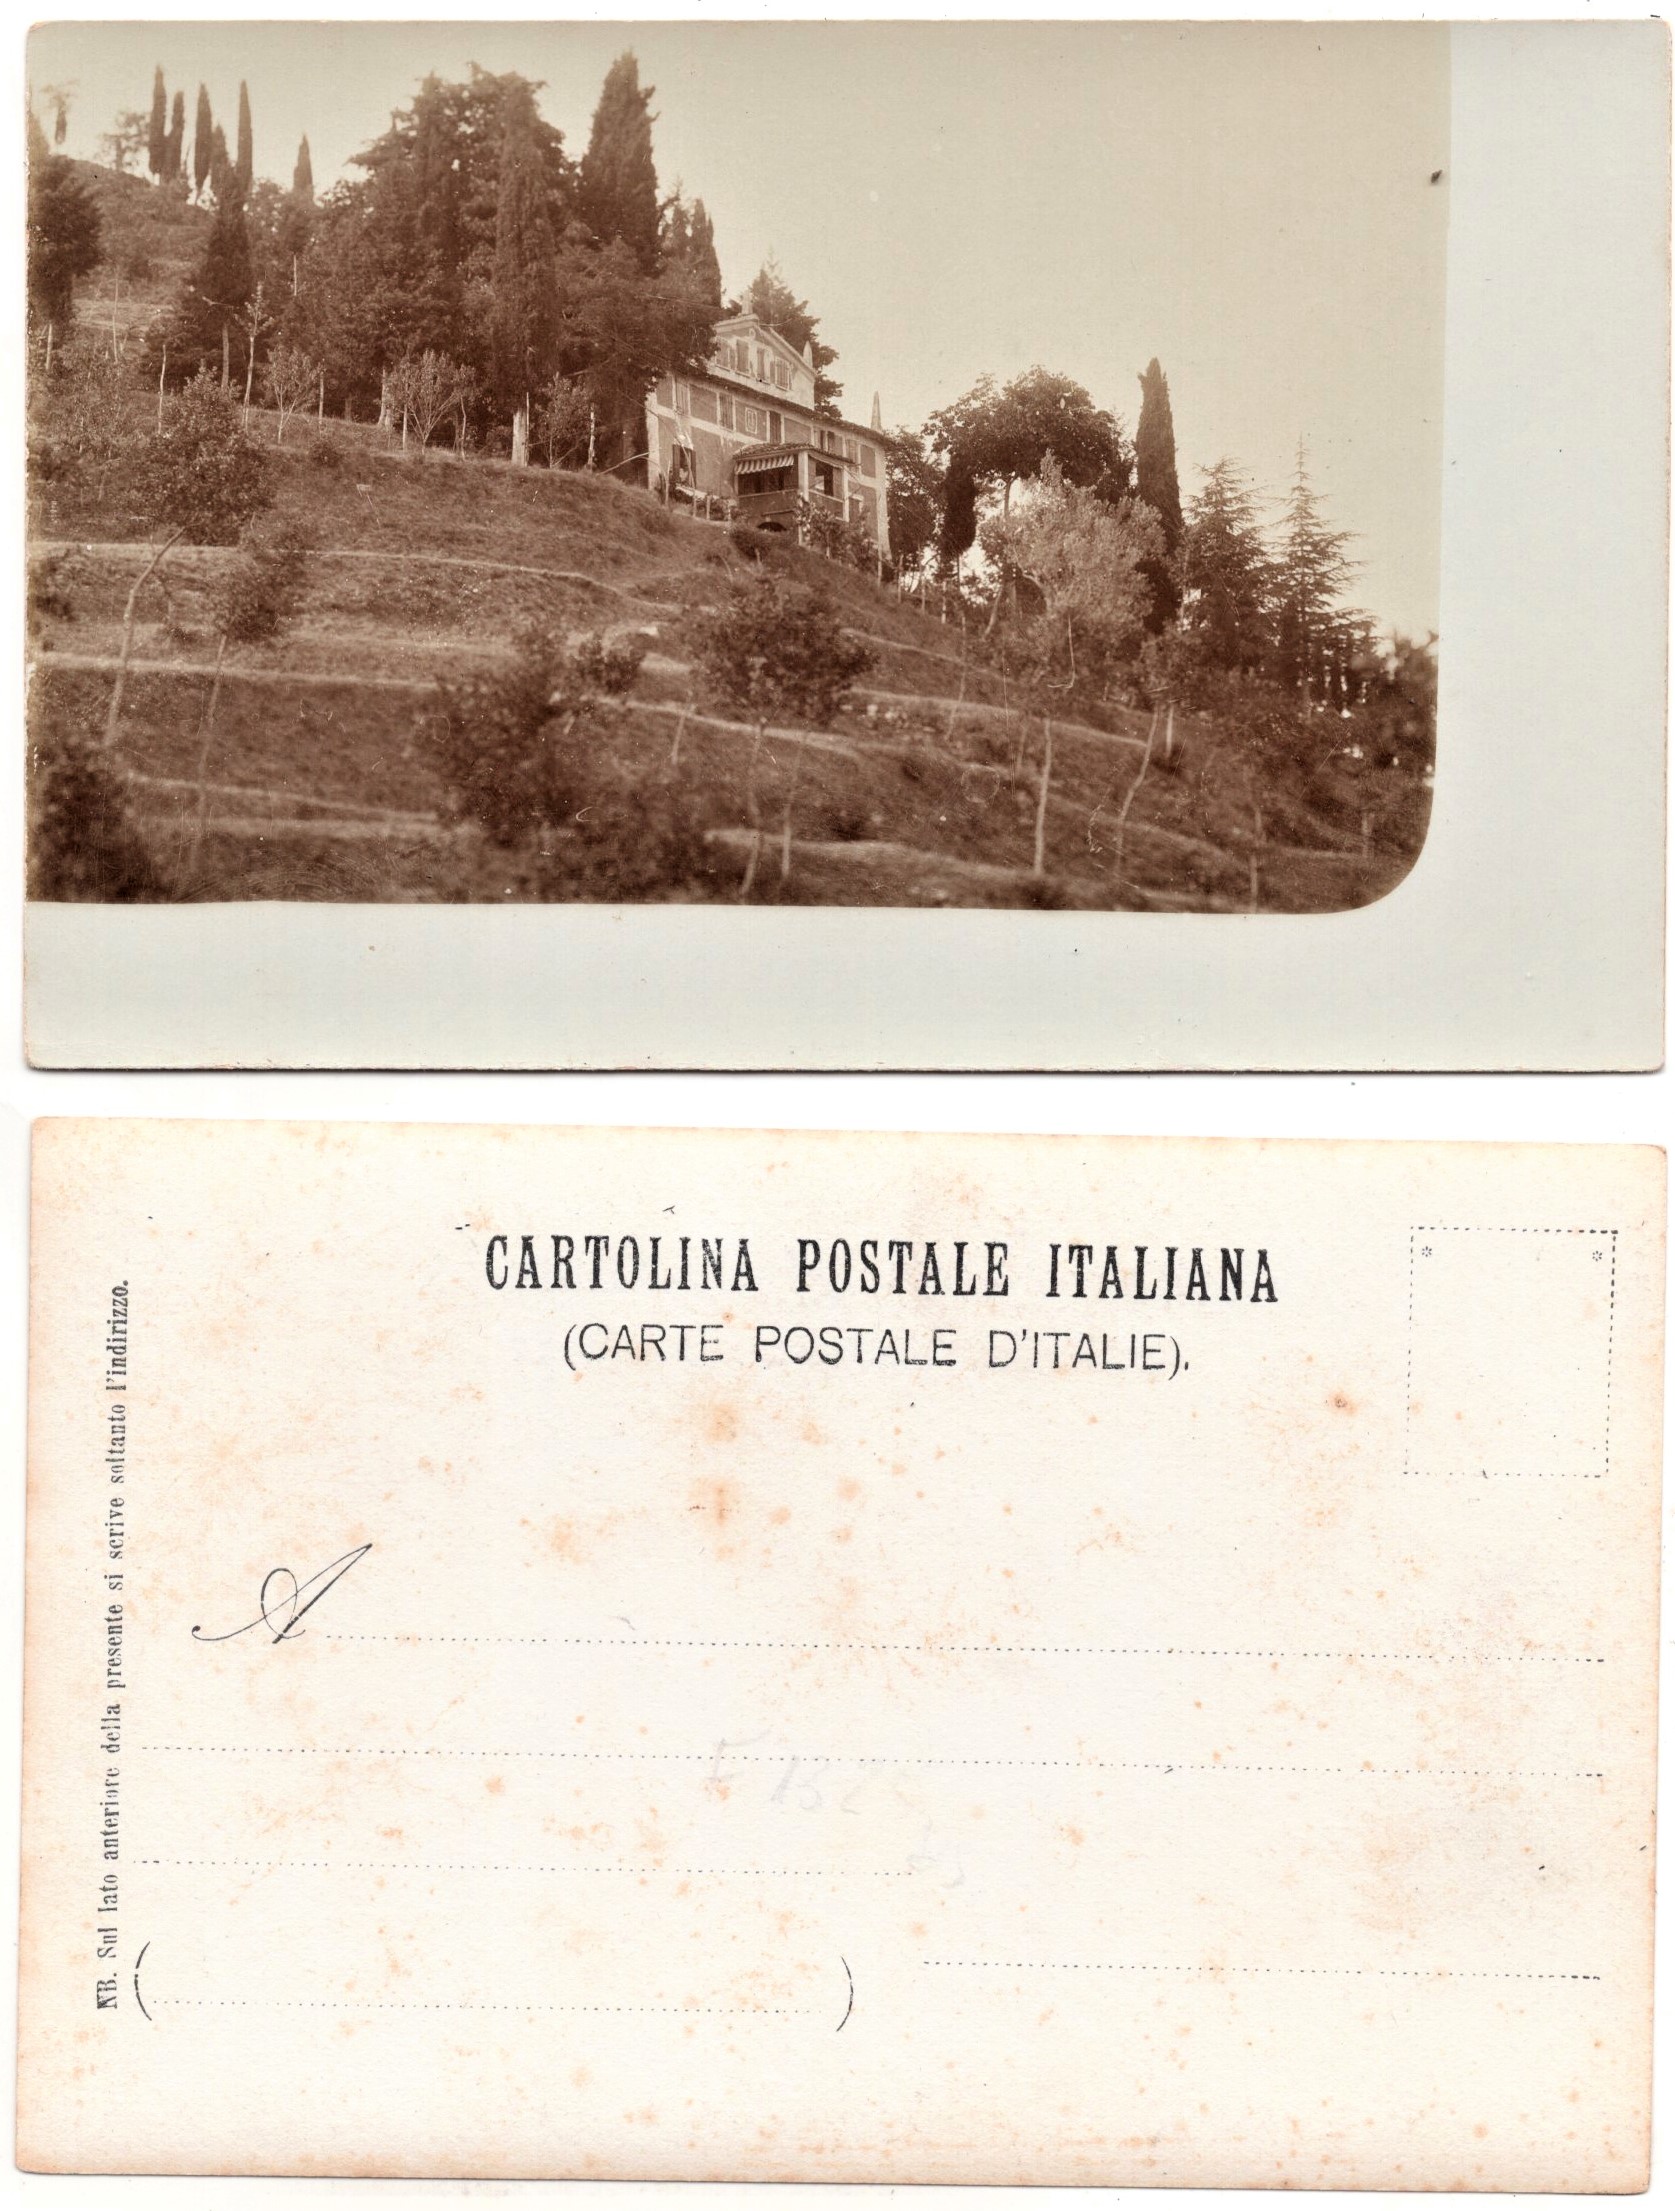 CARTOLINA POSTALE ITALIANA
(CARTE POSTALE D'ITALIE).
NB. Sul lato anteriore della presente si scrive soltanto l'indirizzo.
A